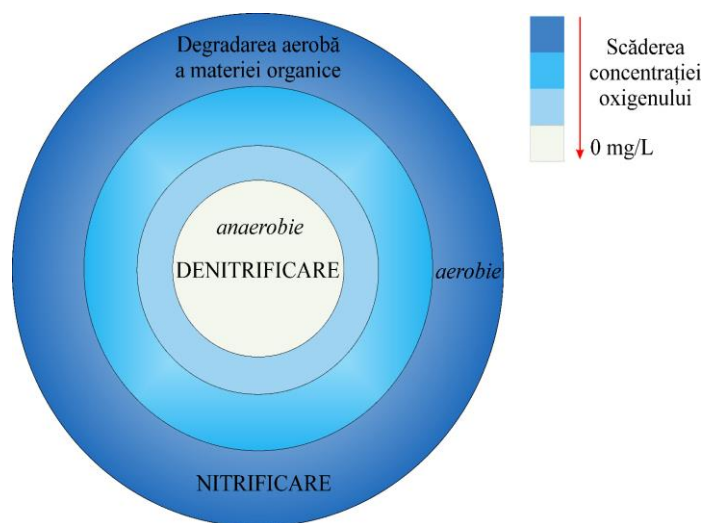 Degradarea aerobă
a materiei organice
anaerobie
DENITRIFICARE
aerobie
NITRIFICARE
Scăderea
concentrației
oxigenului
0 mg/L